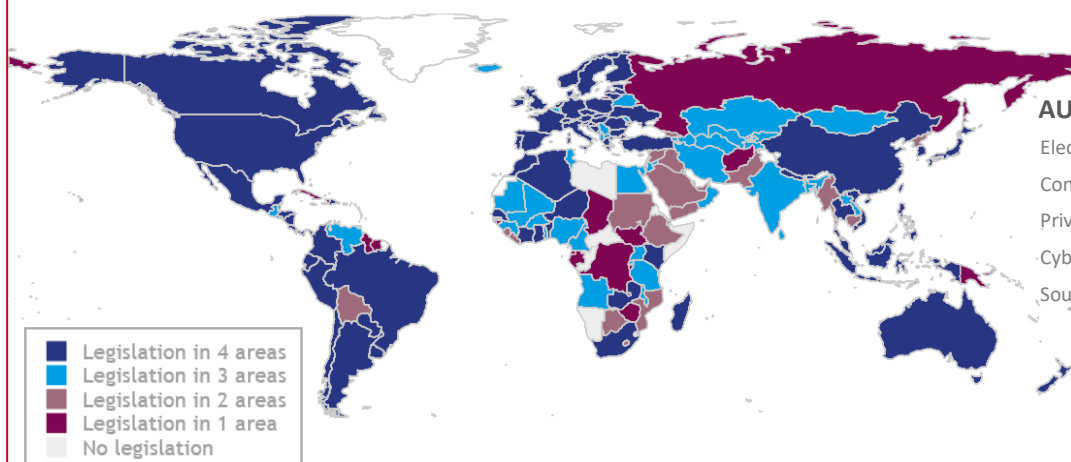 AU
Elec
Con
Priv
Cyb
Sou
Legislation in 4 areas
Legislation in 3 areas
Legislation in 2 areas
Legislation in 1 area
No legislation